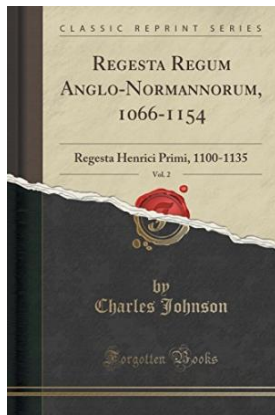 CLASSIC REPRINT SERIES
REGESTA REGUM
ANGLO-NORMANNORUM,
1066-1154
Regesta Henrici Primi, 1100-1135
Vol. 2
by
Charles Johnson
Forgotten Books